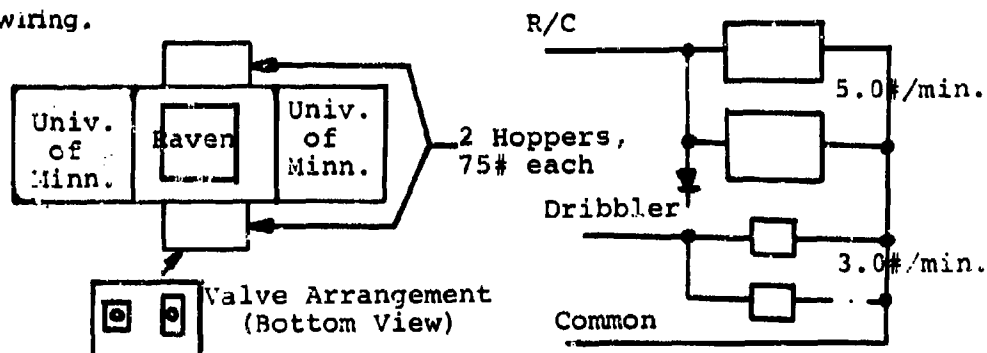 wiring.
R/C
5.0#/min.
Univ.
of
Minn.
Raven
Univ.
of
Minn.
2 Hoppers,
75# each
Dribbler
3.0#/min.
Valve Arrangement
(Bottom View)
Common